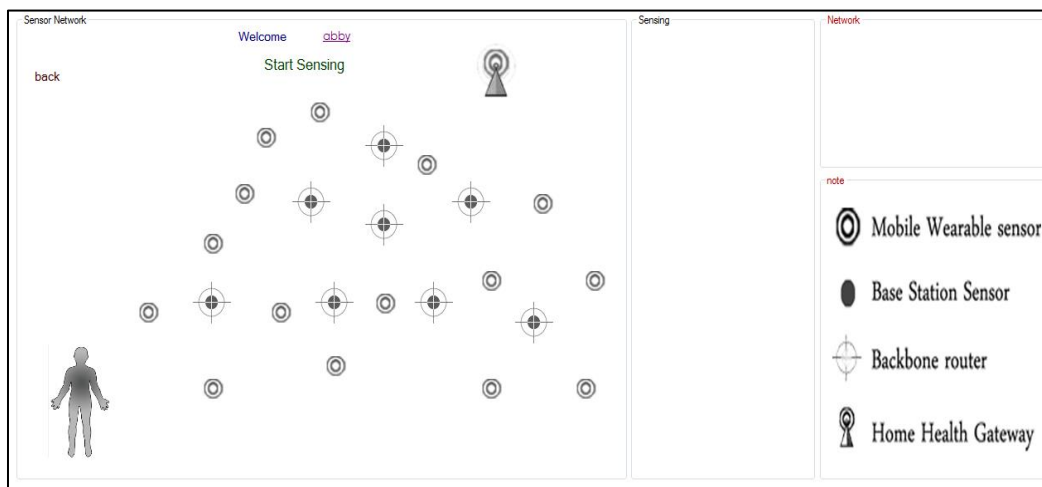 Sensor Network
Welcome abby
Start Sensing
back
Sensing
Network
note
Mobile Wearable sensor
Base Station Sensor
Backbone router
Home Health Gateway